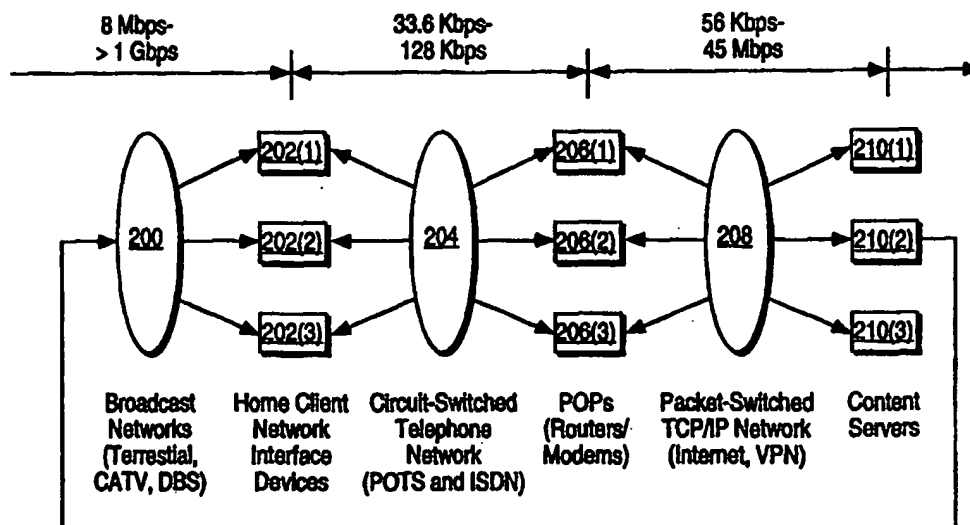 8 Mbps-
> 1 Gbps
33.6 Kbps-
128 Kbps
56 Kbps-
45 Mbps
202(1)
206(1)
210(1)
200
202(2)
204
206(2)
208
210(2)
202(3)
206(3)
210(3)
Broadcast
Networks
(Terrestial,
CATV, DBS)
Home Client
Network
Interface
Devices
Circuit-Switched
Telephone
Network
(POTS and ISDN)
POPs
(Routers/
Modems)
Packet-Switched
TCP/IP Network
(Internet, VPN)
Content
Servers